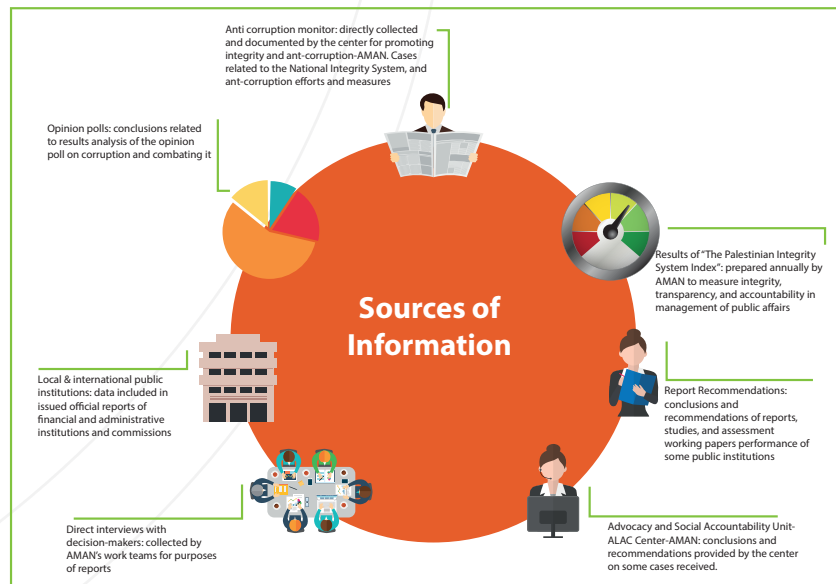 Anti corruption monitor: directly collected
and documented by the center for promoting
integrity and ant-corruption-AMAN. Cases
related to the National Integrity System, and
ant-corruption efforts and measures
Opinion polls: conclusions related
to results analysis of the opinion
poll on corruption and combating it
Results of “The Palestinian Integrity
System Index”: prepared annually by
AMAN to measure integrity,
transparency, and accountability in
management of public affairs
Sources of
Information
Local & international public
institutions: data included in
issued official reports of
financial and administrative
institutions and commissions
Report Recommendations:
conclusions and
recommendations of reports,
studies, and assessment
working papers performance of
some public institutions
Direct interviews with
decision-makers: collected by
AMAN’s work teams for purposes
of reports
Advocacy and Social Accountability Unit-
ALAC Center-AMAN: conclusions and
recommendations provided by the center
on some cases received.